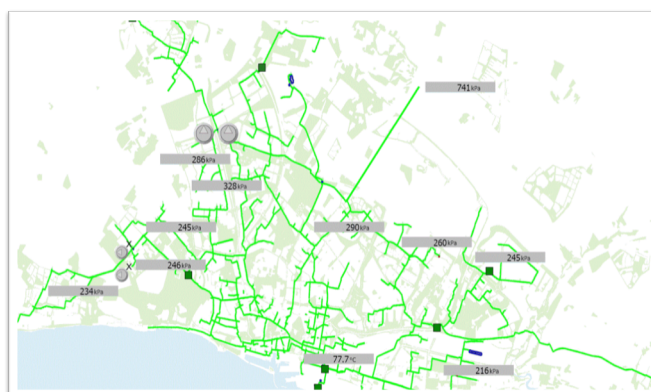 741 kPa
286 kPa
328 kPa
245 kPa
290 kPa
260 kPa
X
245 kPa
246 kPa
X
234 kPa
77.7 °C
216 kPa